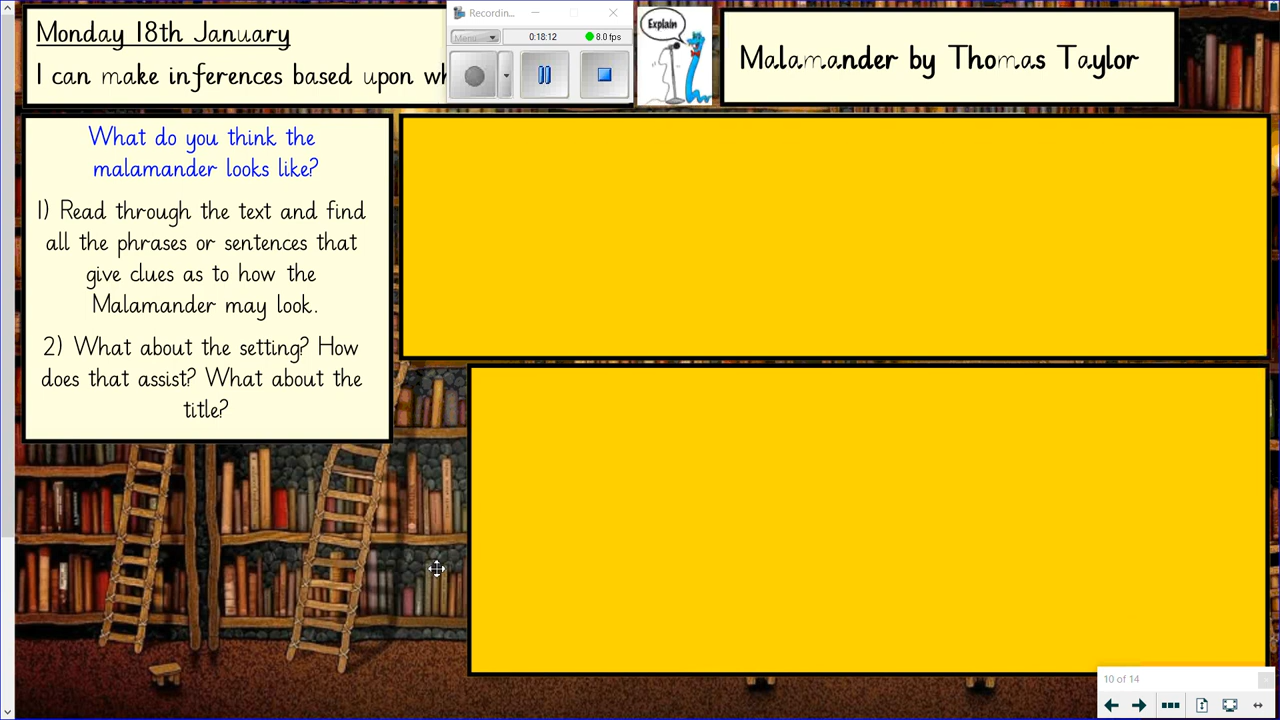 Monday 18th January
I can make inferences based upon
Recordin...
Menu
0:18:12
8.0 fps
Explain
Malamander by Thomas Taylor
What do you think the
malamander looks like?
1) Read through the text and find
all the phrases or sentences that
give clues as to how the
Malamander may look.
2) What about the setting? How
does that assist? What about the
title?
10 of 14